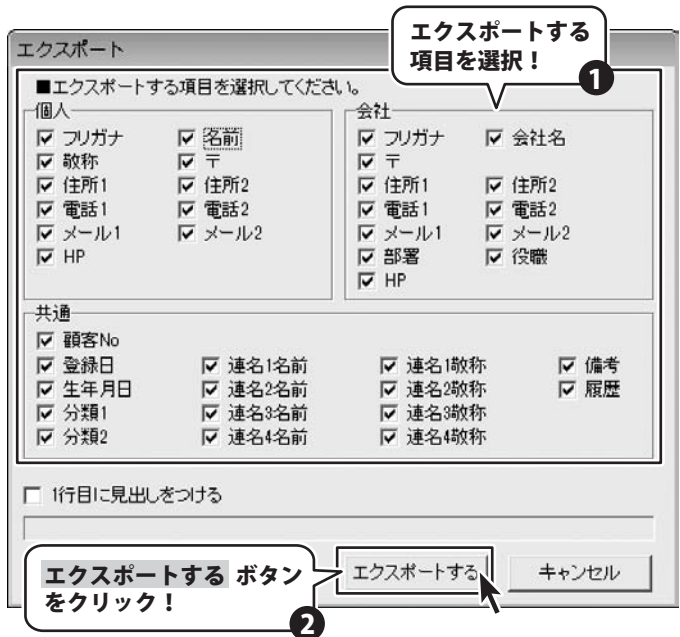 エクスポートする
項目を選択！
1
エクスポート
■エクスポートする項目を選択してください。
個人
フリガナ 名前
敬称 〒
住所1 住所2
電話1 電話2
メール1 メール2
HP
会社
フリガナ 会社名
〒
住所1 住所2
電話1 電話2
メール1 メール2
部署 役職
HP
共通
顧客No
登録日 連名1名前 連名1敬称 備考
生年月日 連名2名前 連名2敬称 履歴
分類1 連名3名前 連名3敬称
分類2 連名4名前 連名4敬称
1行目に見出しをつける
エクスポートする キャンセル
エクスポートする ボタン
をクリック！
2